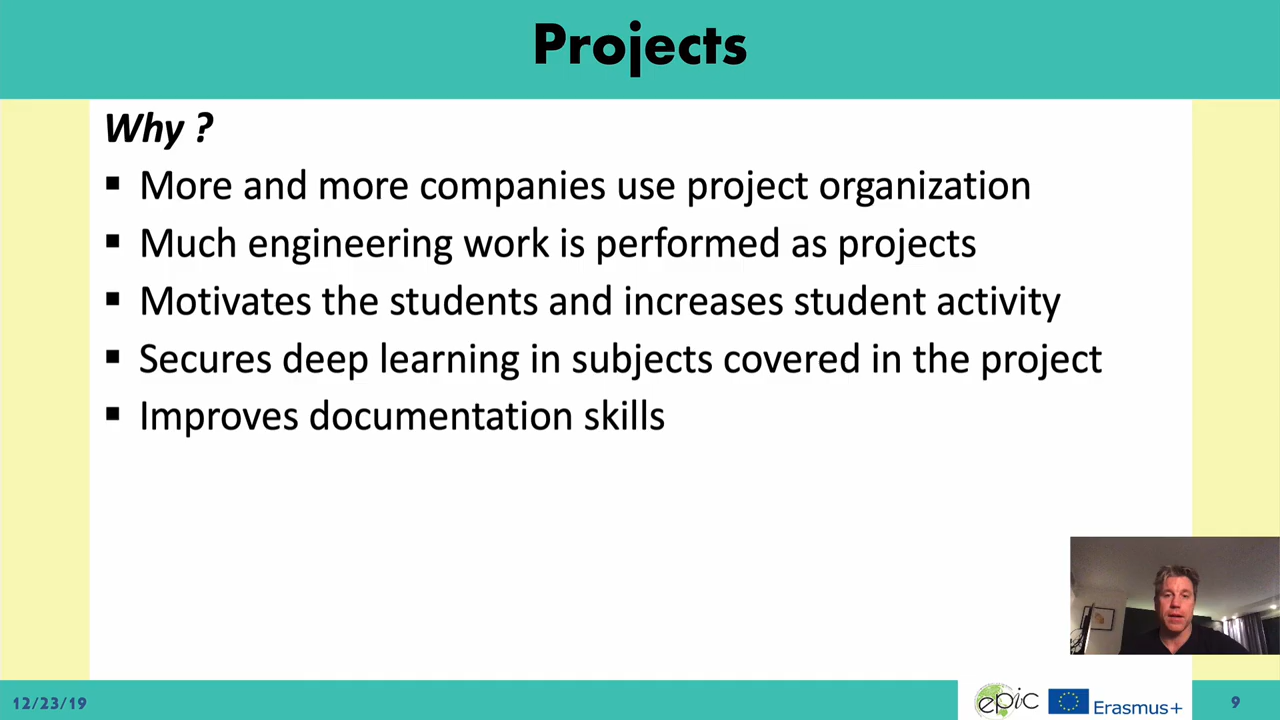 Projects
Why ?
▪ More and more companies use project organization
▪ Much engineering work is performed as projects
▪ Motivates the students and increases student activity
▪ Secures deep learning in subjects covered in the project
▪ Improves documentation skills
12/23/19
epic
Erasmus+
9